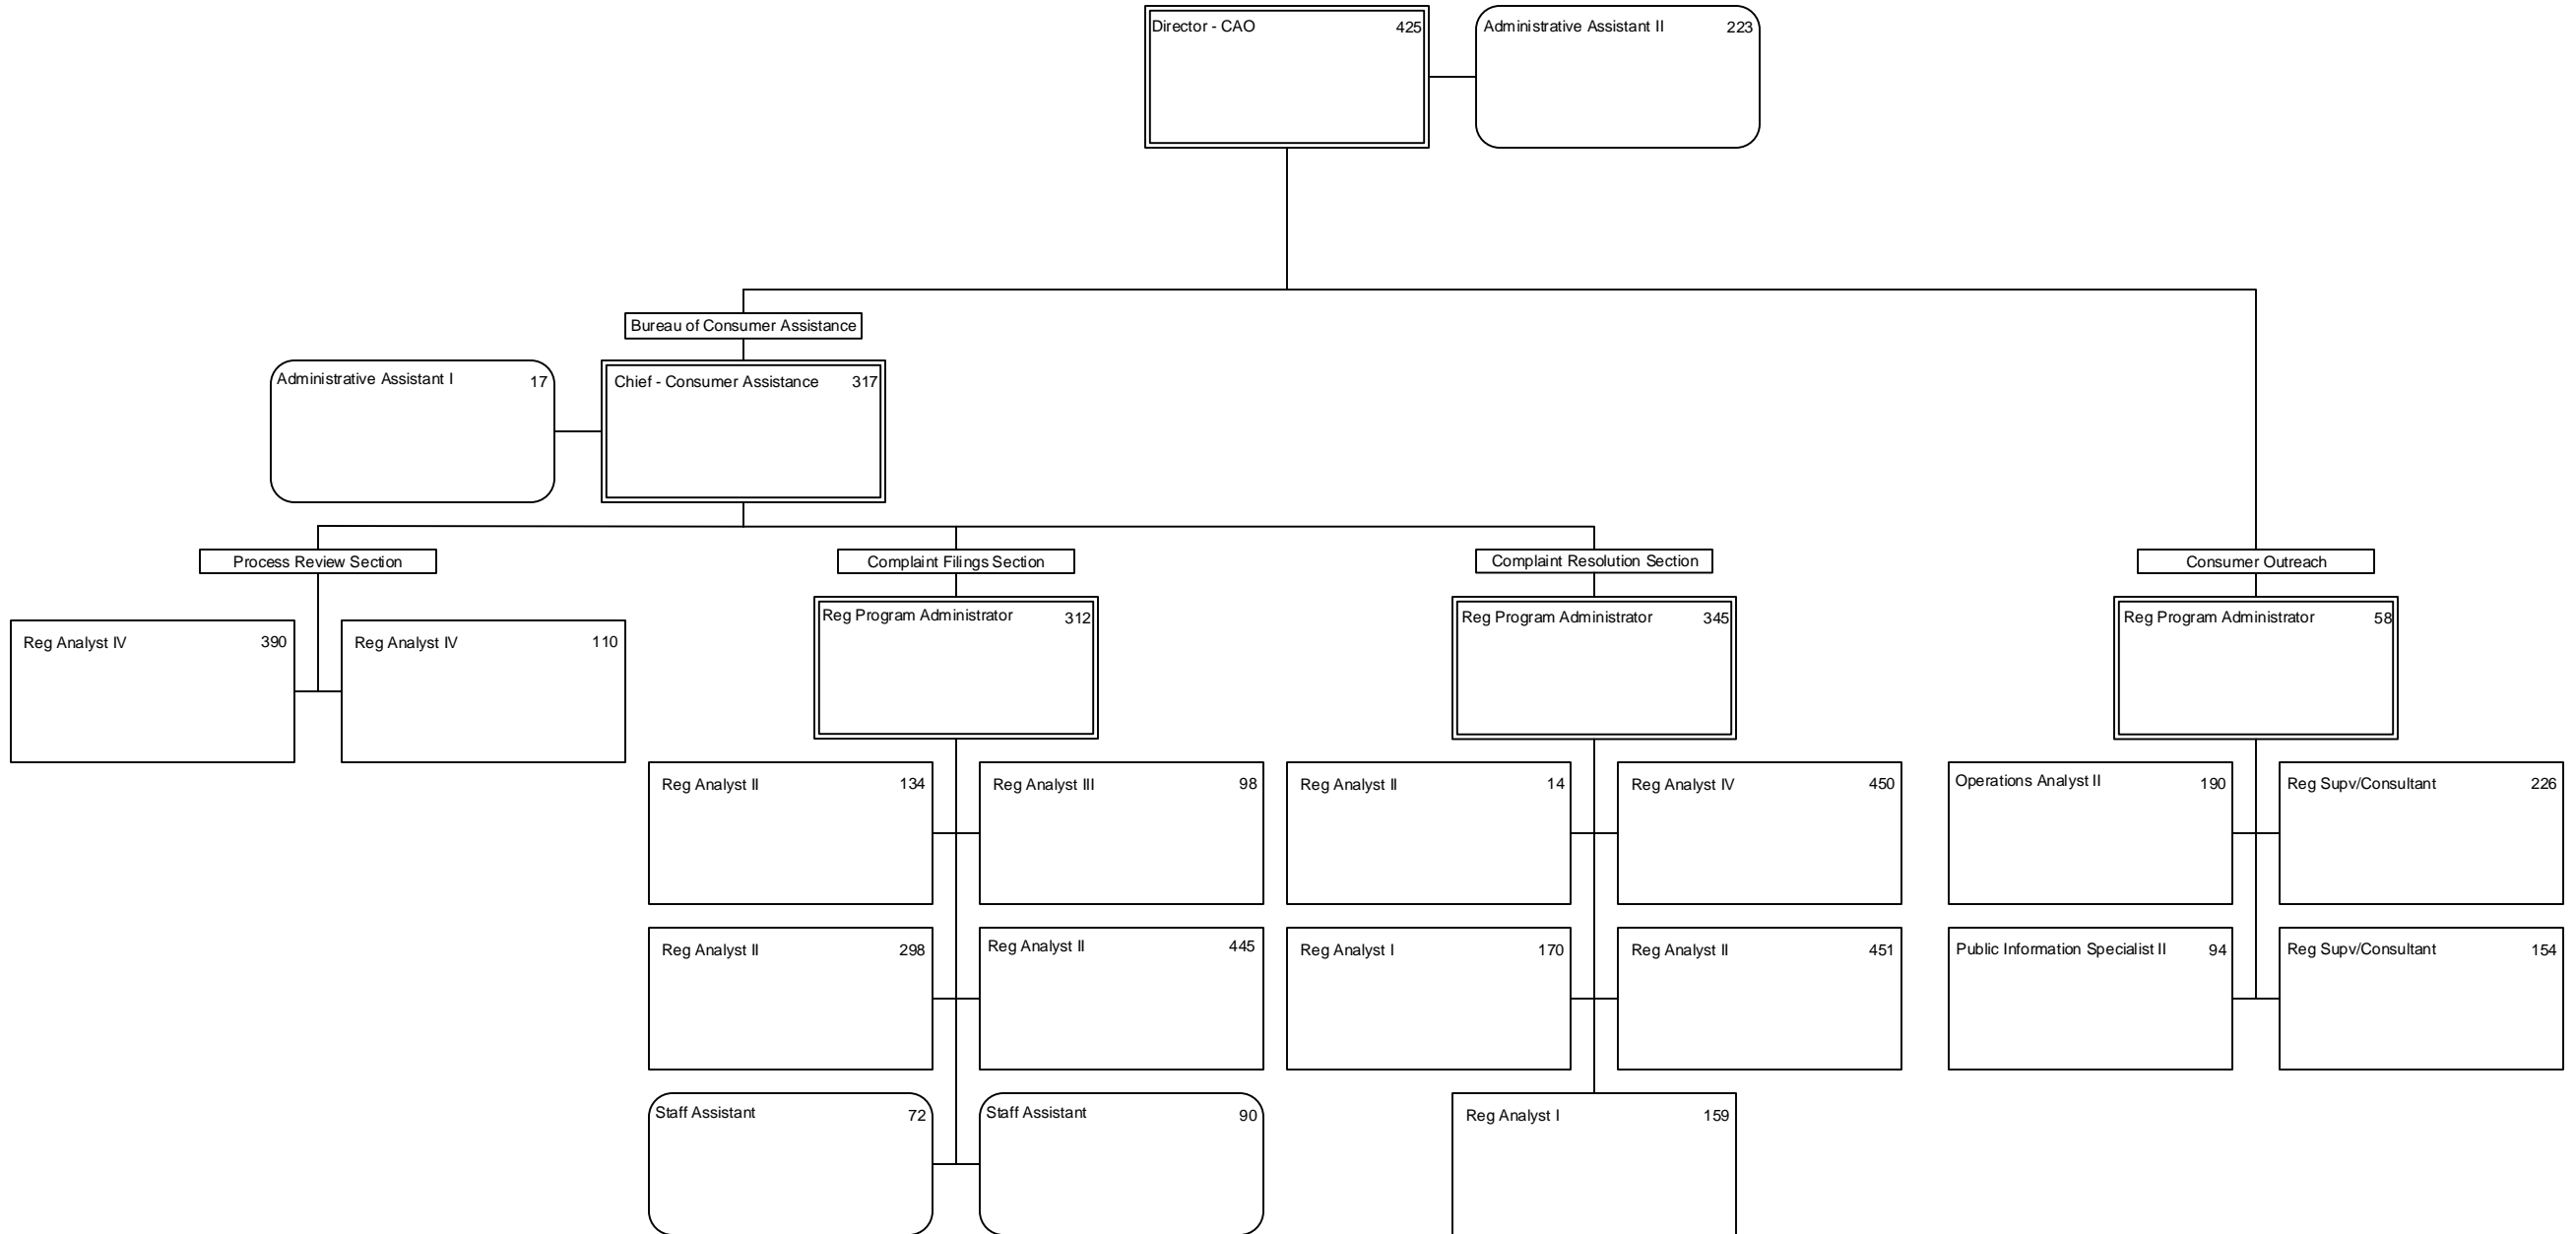 Director - CAO 425
Administrative Assistant II 223
Bureau of Consumer Assistance
Administrative Assistant I 17
Chief - Consumer Assistance 317
Process Review Section
Complaint Filings Section
Complaint Resolution Section
Consumer Outreach
Reg Analyst IV 390
Reg Analyst IV 110
Reg Program Administrator 312
Reg Program Administrator 345
Reg Program Administrator 58
Reg Analyst II 134
Reg Analyst III 98
Reg Analyst II 14
Reg Analyst IV 450
Operations Analyst II 190
Reg Supv/Consultant 226
Reg Analyst II 298
Reg Analyst II 445
Reg Analyst I 170
Reg Analyst II 451
Public Information Specialist II 94
Reg Supv/Consultant 154
Staff Assistant 72
Staff Assistant 90
Reg Analyst I 159